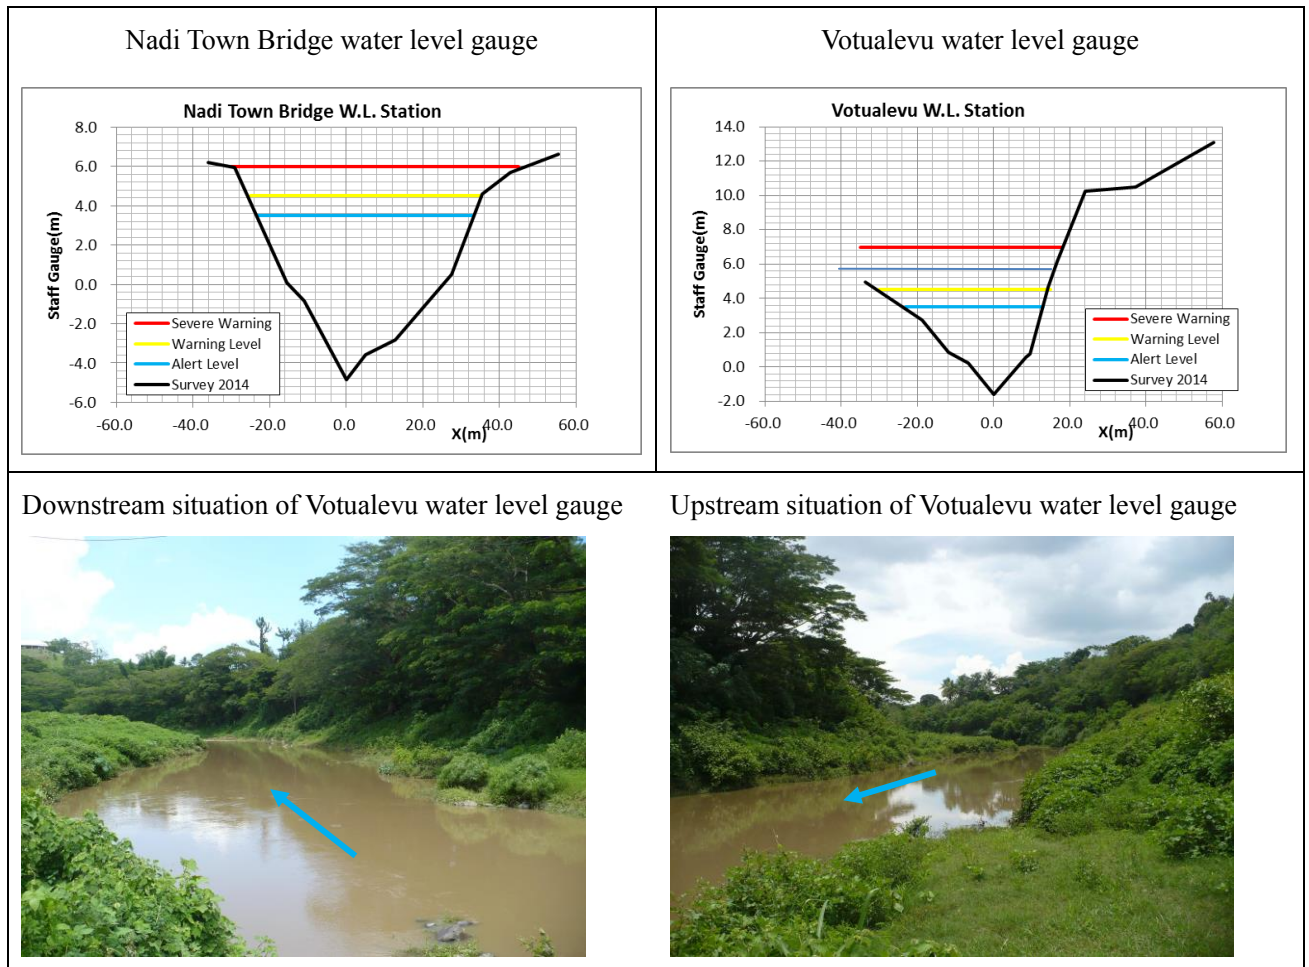 Nadi Town Bridge water level gauge
Votualevu water level gauge
Nadi Town Bridge W.L. Station
8.0
6.0
4.0
2.0
0.0
-2.0
-4.0
-6.0
Staff Gauge(m)
Severe Warning
Warning Level
Alert Level
Survey 2014
-60.0 -40.0 -20.0 0.0 20.0 40.0 60.0
X(m)
Votualevu W.L. Station
14.0
12.0
10.0
8.0
6.0
4.0
2.0
0.0
-2.0
Staff Gauge(m)
Severe Warning
Warning Level
Alert Level
Survey 2014
-60.0 -40.0 -20.0 0.0 20.0 40.0 60.0
X(m)
Downstream situation of Votualevu water level gauge
Upstream situation of Votualevu water level gauge